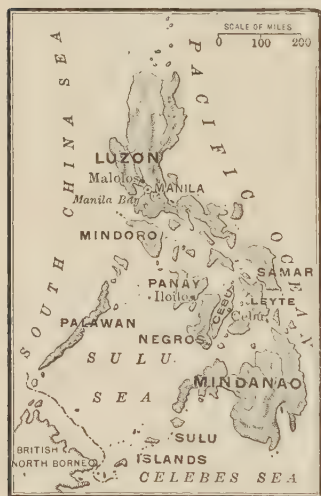 SCALE OF MILES
0 100 200
SOUTH CHINA SEA
PACIFIC OCEAN
LUZON
Malolos
MANILA
Manila Bay
MINDORO
SAMAR
PANAY
Iloilo
CEBU
LEYTE
Cebu
PALAWAN
NEGROS
SULU
SEA
MINDANAO
SULU
ISLANDS
BRITISH
NORTH BORNEO
CELEBES SEA